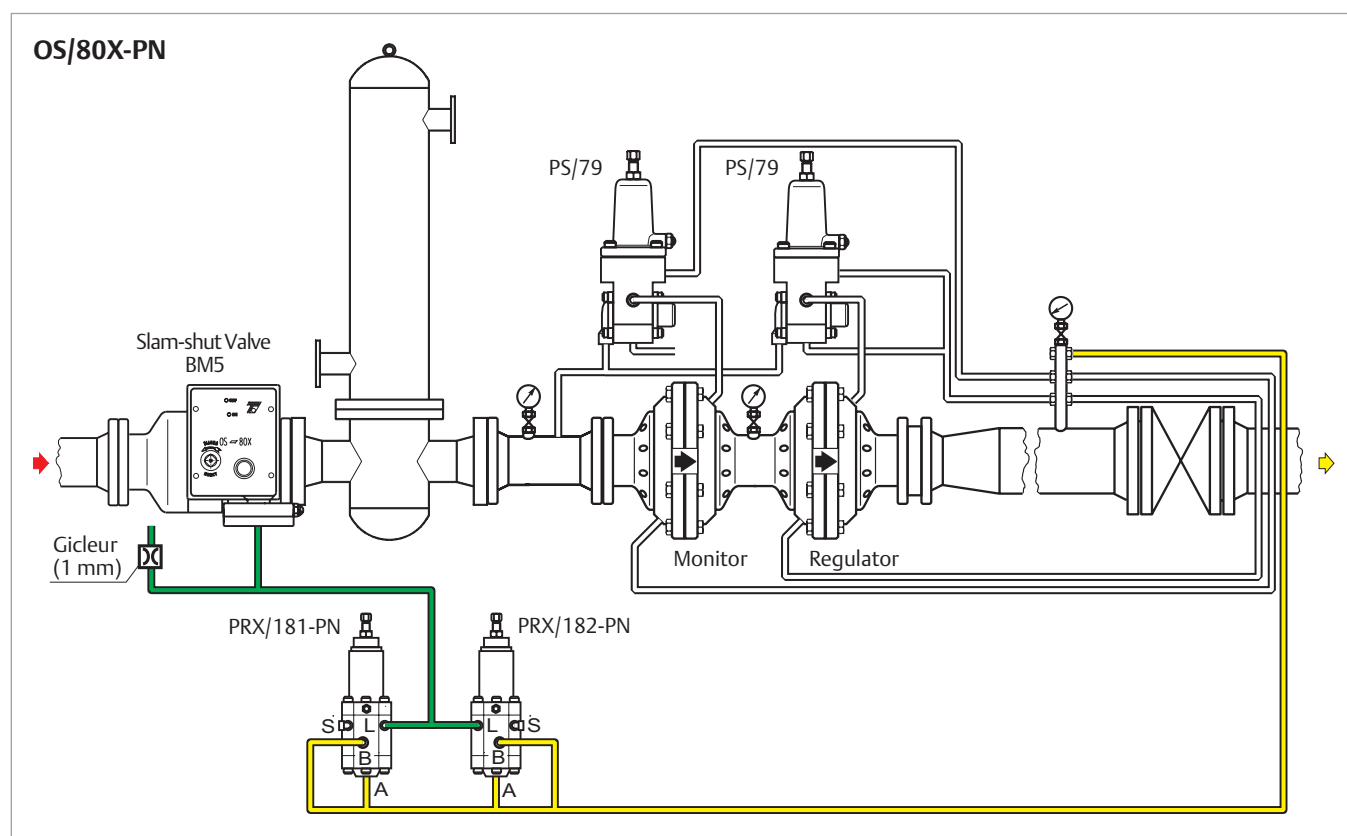 OS/80X-PN
PS/79
PS/79
Slam-shut Valve
BM5
OS 80X
Gicleur
(1 mm)
Monitor
Regulator
PRX/181-PN
PRX/182-PN
S
L
L
S
B
B
A
A